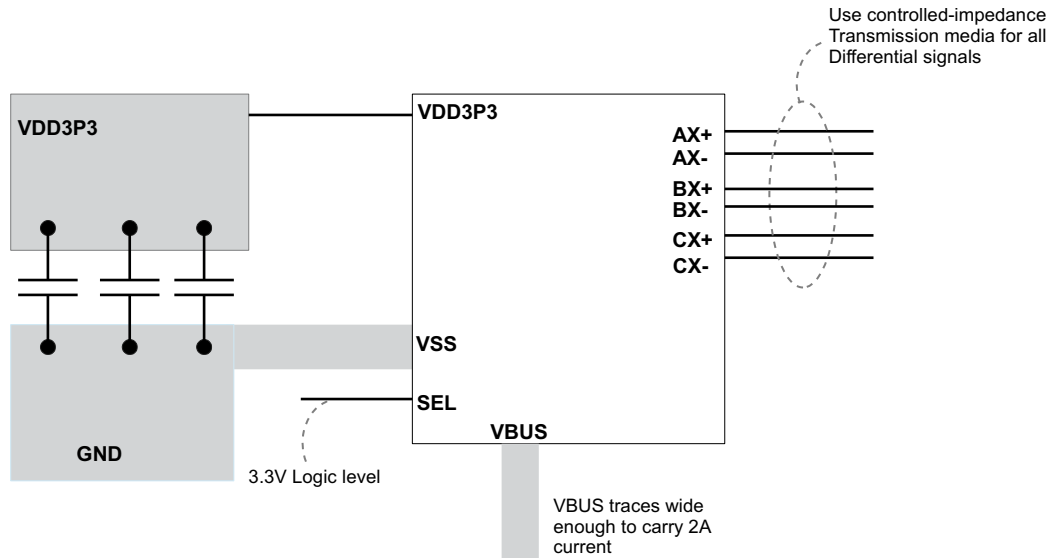 Use controlled-impedance
Transmission media for all
Differential signals
VDD3P3
VDD3P3
AX+
AX-
BX+
BX-
CX+
CX-
VSS
SEL
VBUS
GND
3.3V Logic level
VBUS traces wide
enough to carry 2A
current